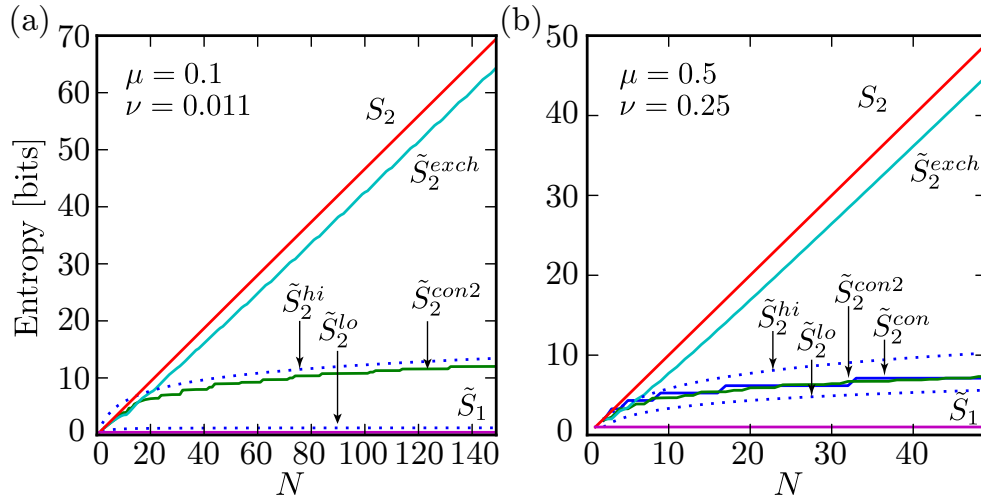 (a)
70
60
50
40
30
20
10
0
Entropy [bits]
μ = 0.1
ν = 0.011
S₂
S̃₂ᵉˣᶜʰ
S̃₂ʰⁱ
S̃₂ˡᵒ
S̃₂ᶜᵒⁿ²
S̃₁
0 20 40 60 80 100 120 140
N
(b)
50
40
30
20
10
0
μ = 0.5
ν = 0.25
S₂
S̃₂ᵉˣᶜʰ
S̃₂ʰⁱ
S̃₂ˡᵒ
S̃₂ᶜᵒⁿ²
S̃₂ᶜᵒⁿ
S̃₁
0 10 20 30 40
N